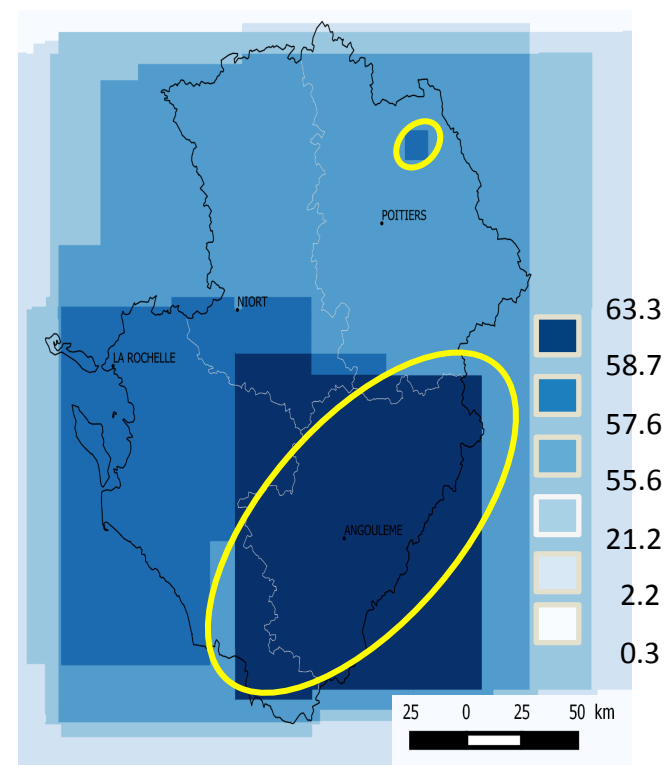 POITIERS
NIORT
63.3
LA ROCHELLE
58.7
57.6
55.6
ANGOULEME
21.2
2.2
0.3
25 0 25 50 km